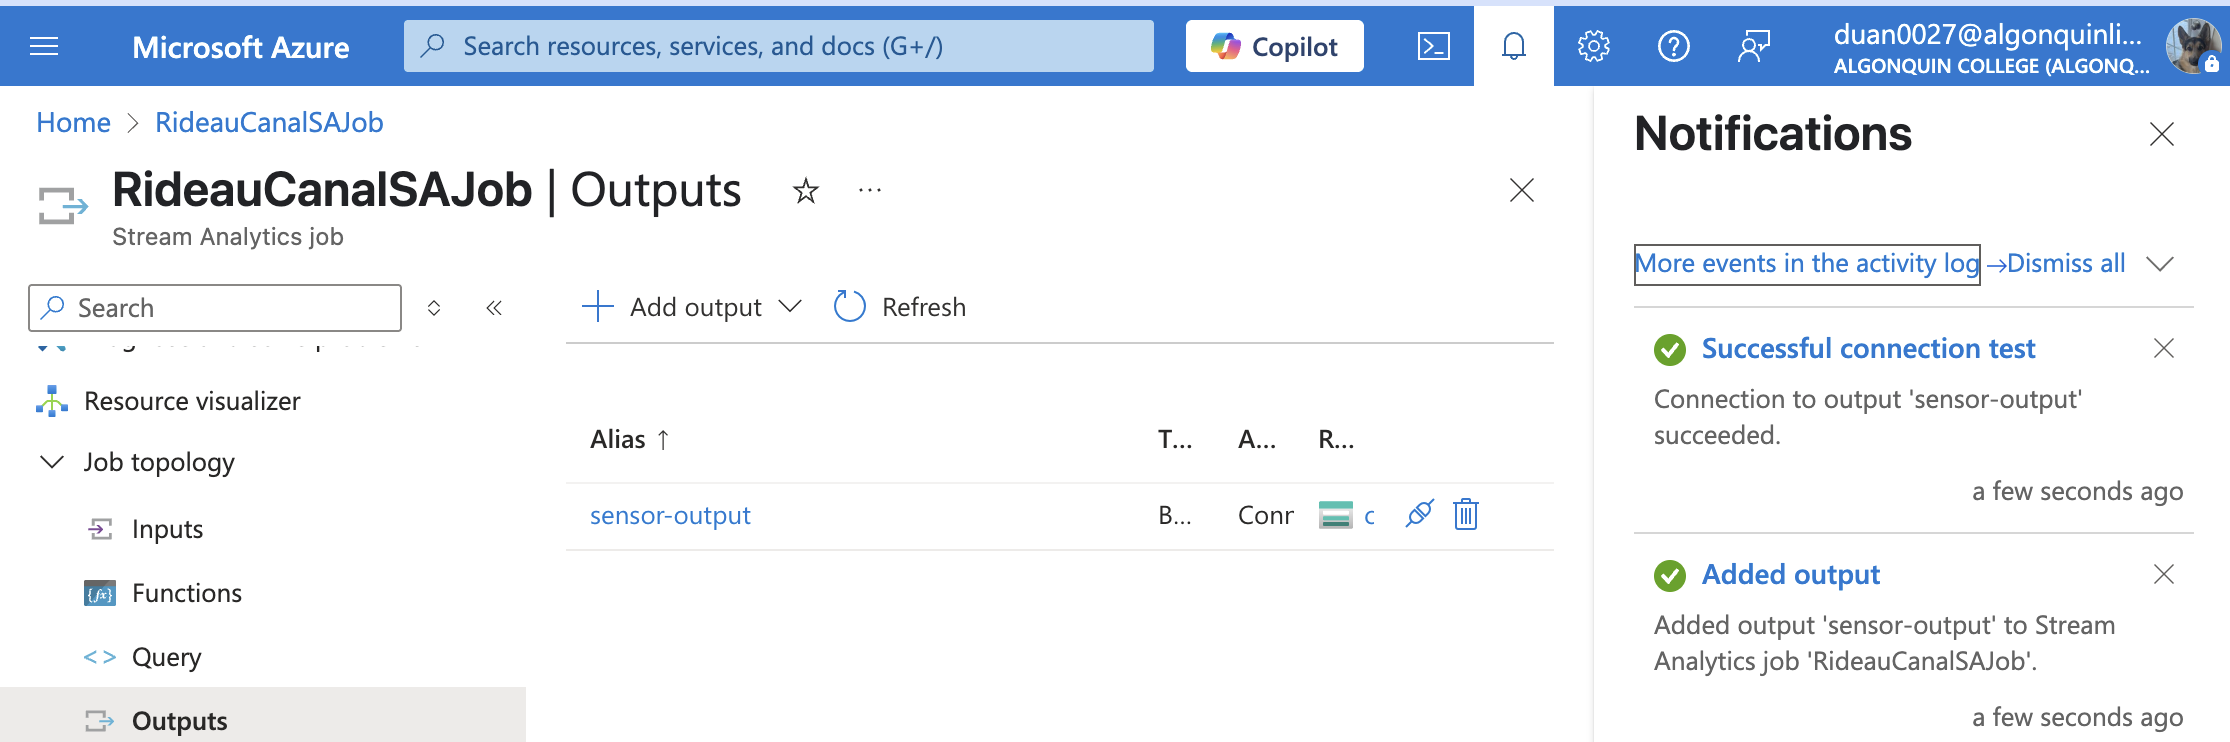 Microsoft Azure
Search resources, services, and docs (G+/)
Copilot
duan0027@algonquinli...
ALGONQUIN COLLEGE (ALGONQ...
Home > RideauCanalSAJob
RideauCanalSAJob | Outputs
...
Stream Analytics job
Search
Resource visualizer
Job topology
Inputs
Functions
Query
Outputs
Add output
Refresh
Alias ↑
T...
A...
R...
sensor-output
B...
Conr
c
Notifications
More events in the activity log →
Dismiss all
Successful connection test
Connection to output 'sensor-output'
succeeded.
a few seconds ago
Added output
Added output 'sensor-output' to Stream
Analytics job 'RideauCanalSAJob'.
a few seconds ago